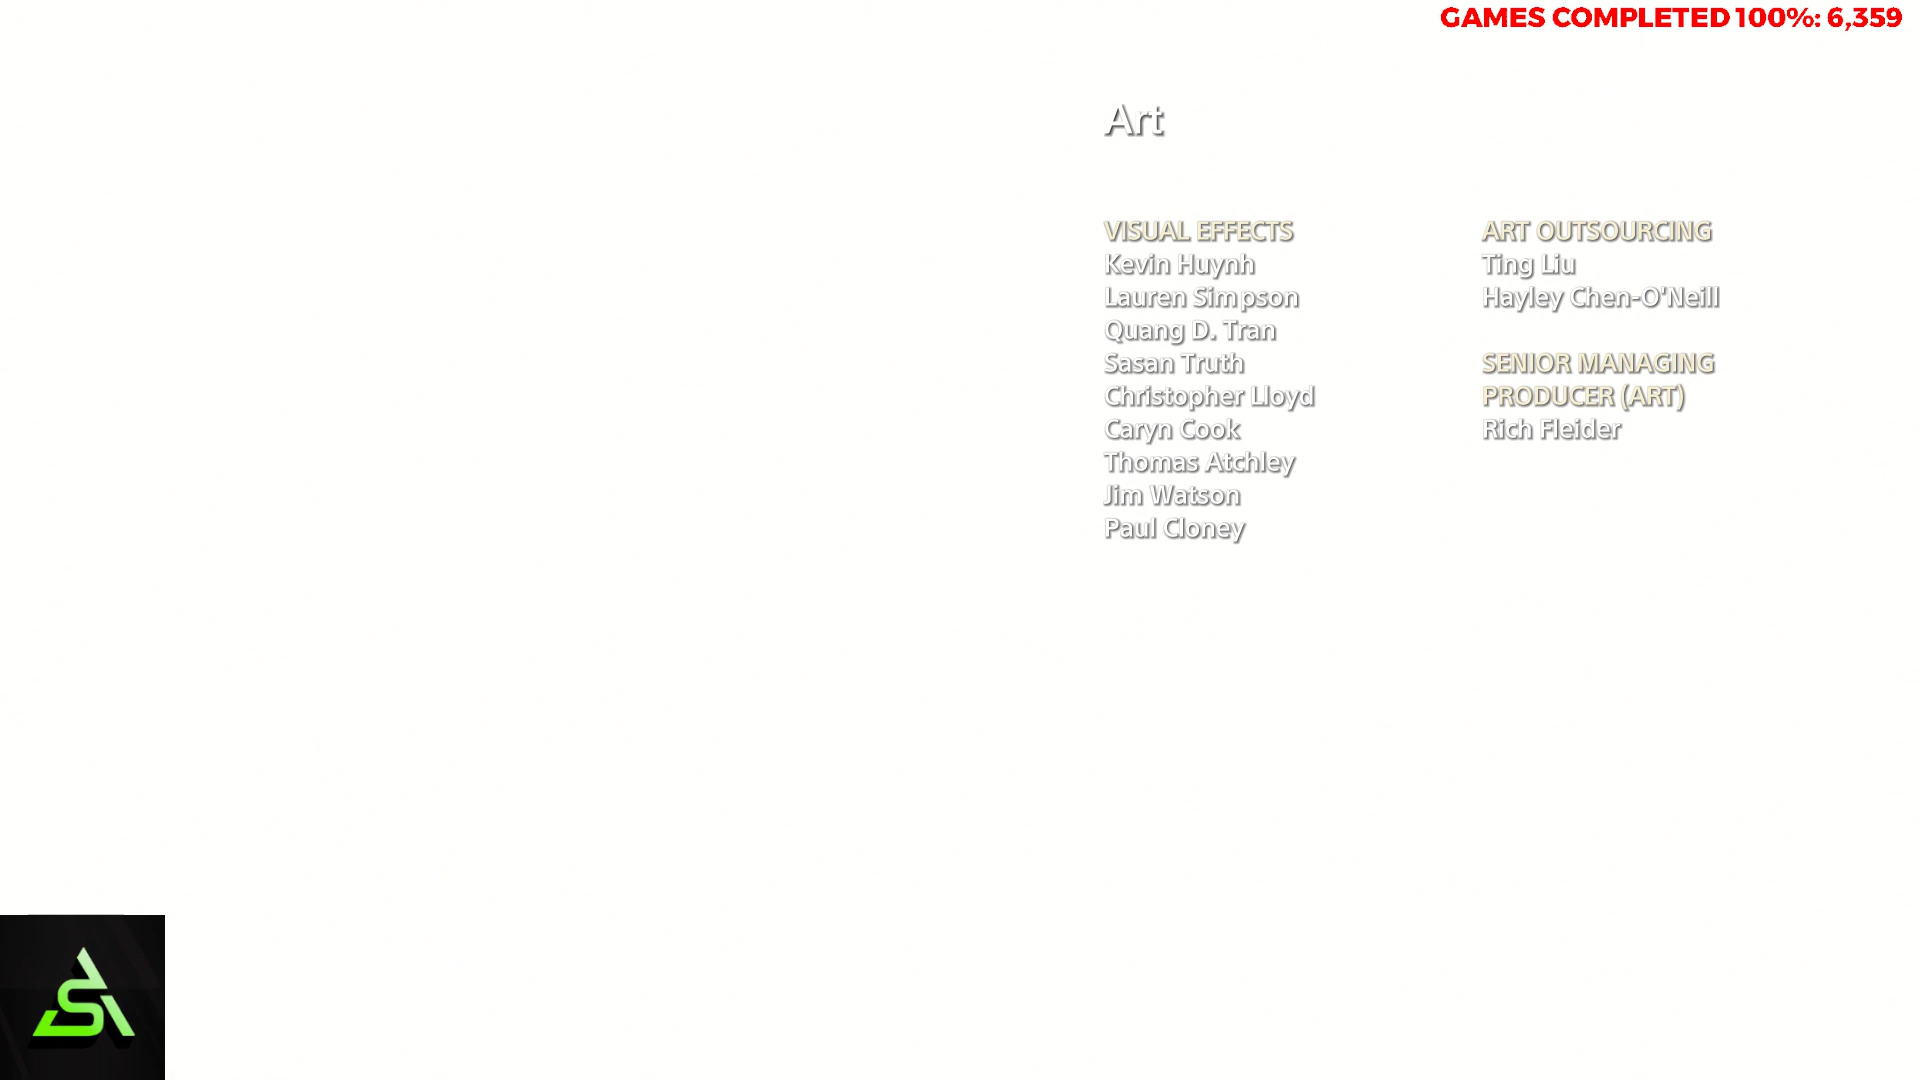 GAMES COMPLETED 100%: 6,359
Art
VISUAL EFFECTS
Kevin Huynh
Lauren Simpson
Quang D. Tran
Sasan Truth
Christopher Lloyd
Caryn Cook
Thomas Atchley
Jim Watson
Paul Cloney
ART OUTSOURCING
Ting Liu
Hayley Chen-O'Neill
SENIOR MANAGING
PRODUCER (ART)
Rich Fleider